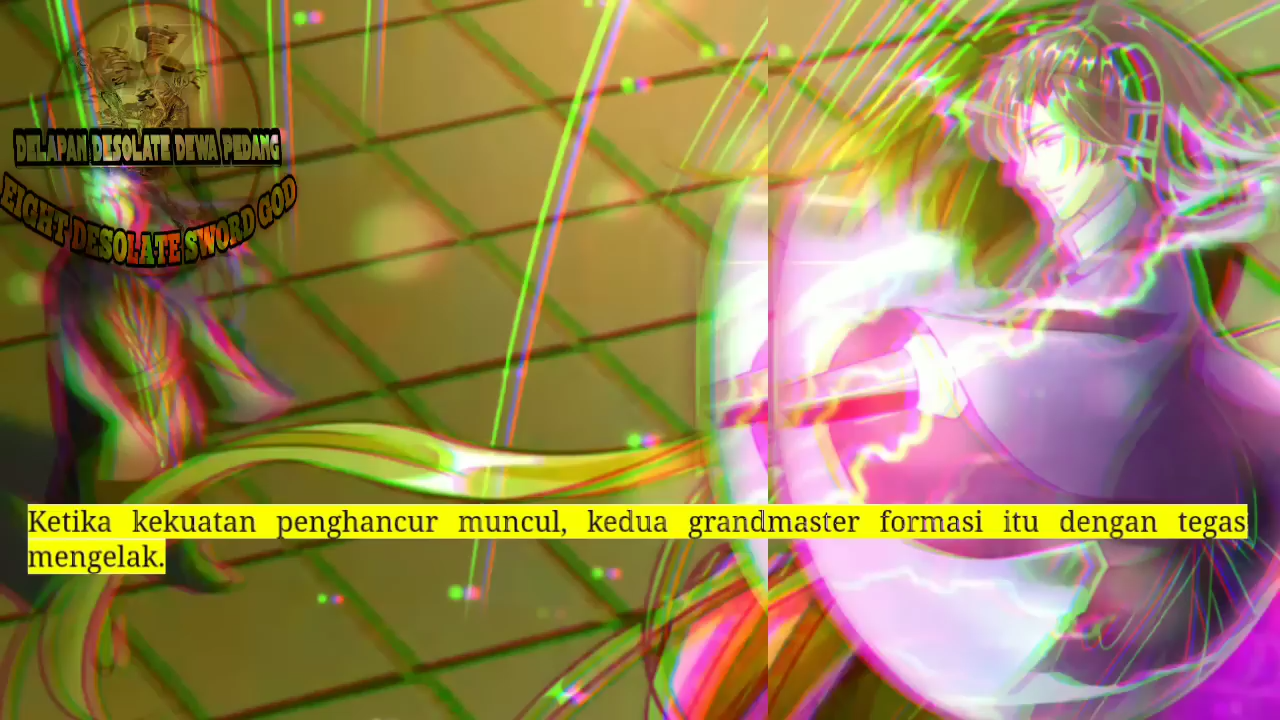 DELAPAN DESOLATE DEWA PEDANG
EIGHT DESOLATE SWORD GOD
Ketika kekuatan penghancur muncul, kedua grandmaster formasi itu dengan tegas
mengelak.